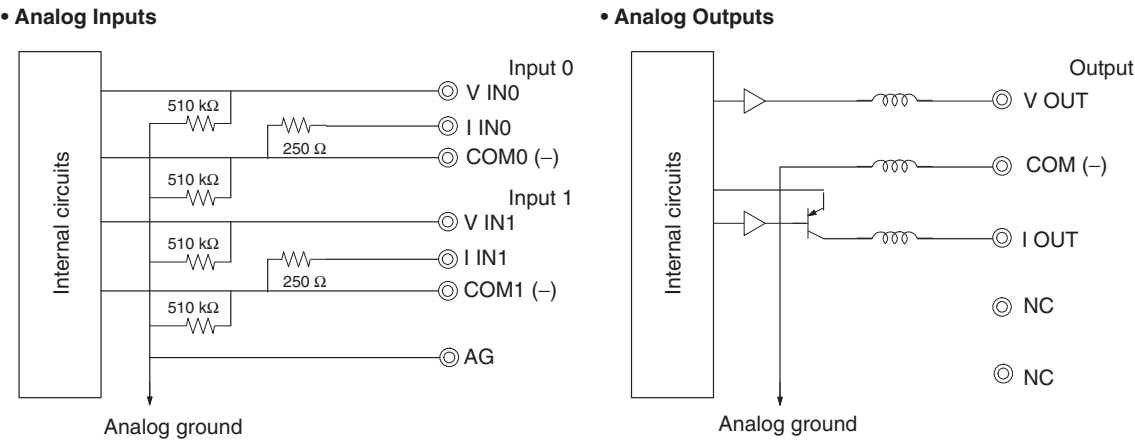 • Analog Inputs
Internal circuits
510 kΩ
510 kΩ
510 kΩ
510 kΩ
250 Ω
250 Ω
Input 0
V IN0
I IN0
COM0 (−)
Input 1
V IN1
I IN1
COM1 (−)
AG
Analog ground
• Analog Outputs
Internal circuits
Output
V OUT
COM (−)
I OUT
NC
NC
Analog ground